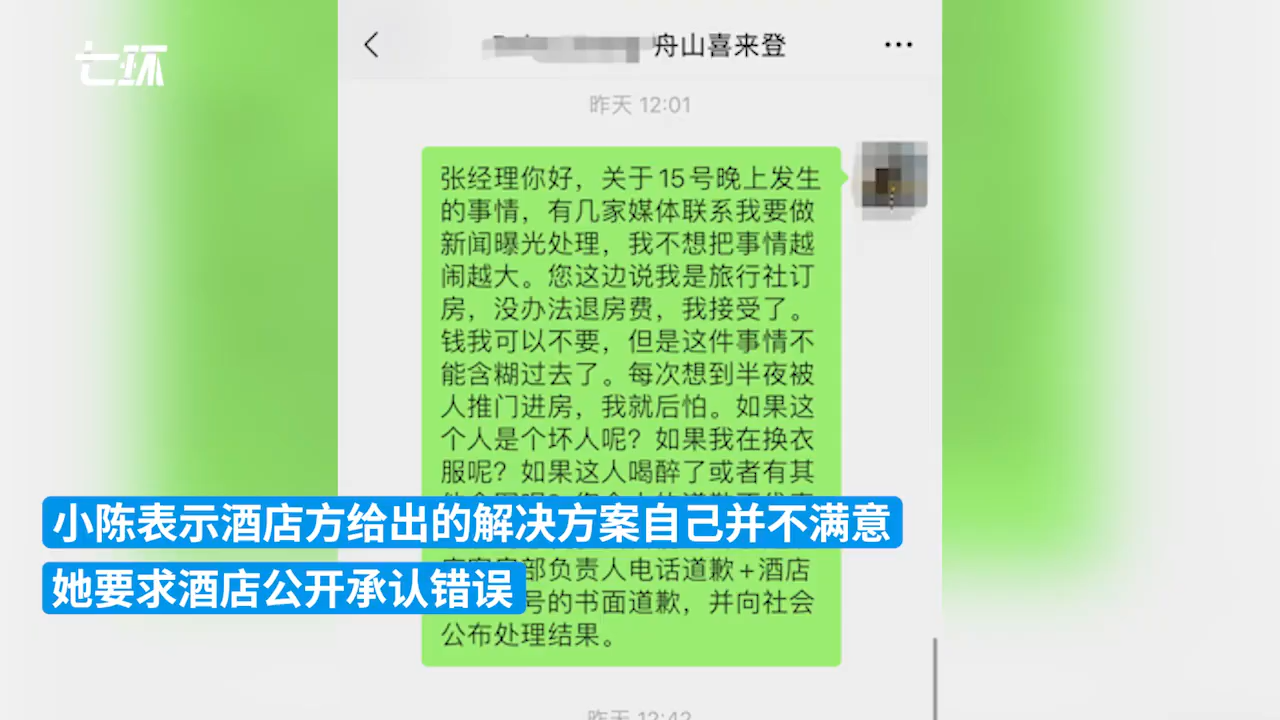 七环
舟山喜来登
昨天 12:01
张经理你好，关于15号晚上发生
的事情，有几家媒体联系我要做
新闻曝光处理，我不想把事情越
闹越大。您这边说我是旅行社订
房，没办法退房费，我接受了。
钱我可以不要，但是这件事情不
能含糊过去了。每次想到半夜被
人推门进房，我就后怕。如果这
个人是个坏人呢？如果我在换衣
服呢？如果这人喝醉了或者有其
小陈表示酒店方给出的解决方案自己并不满意
部负责人电话道歉+酒店
她要求酒店公开承认错误
号的书面道歉，并向社会
公布处理结果。
昨天 12:42